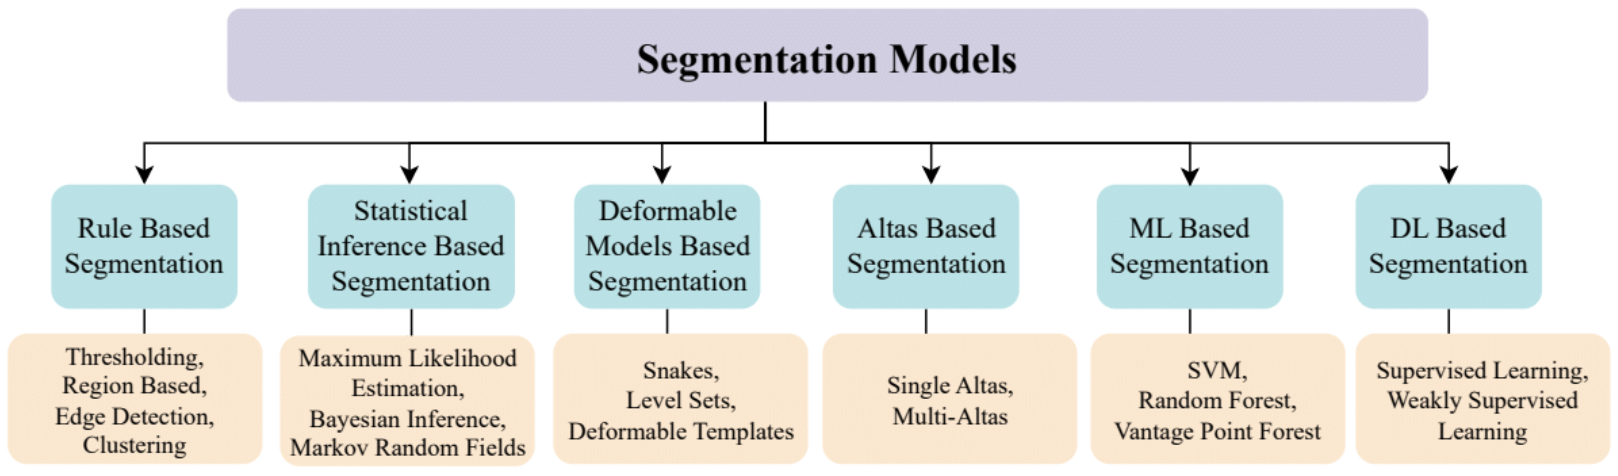 Segmentation Models
Rule Based
Segmentation
Statistical
Inference Based
Segmentation
Deformable
Models Based
Segmentation
Altas Based
Segmentation
ML Based
Segmentation
DL Based
Segmentation
Thresholding,
Region Based,
Edge Detection,
Clustering
Maximum Likelihood
Estimation,
Bayesian Inference,
Markov Random Fields
Snakes,
Level Sets,
Deformable Templates
Single Altas,
Multi-Altas
SVM,
Random Forest,
Vantage Point Forest
Supervised Learning,
Weakly Supervised
Learning